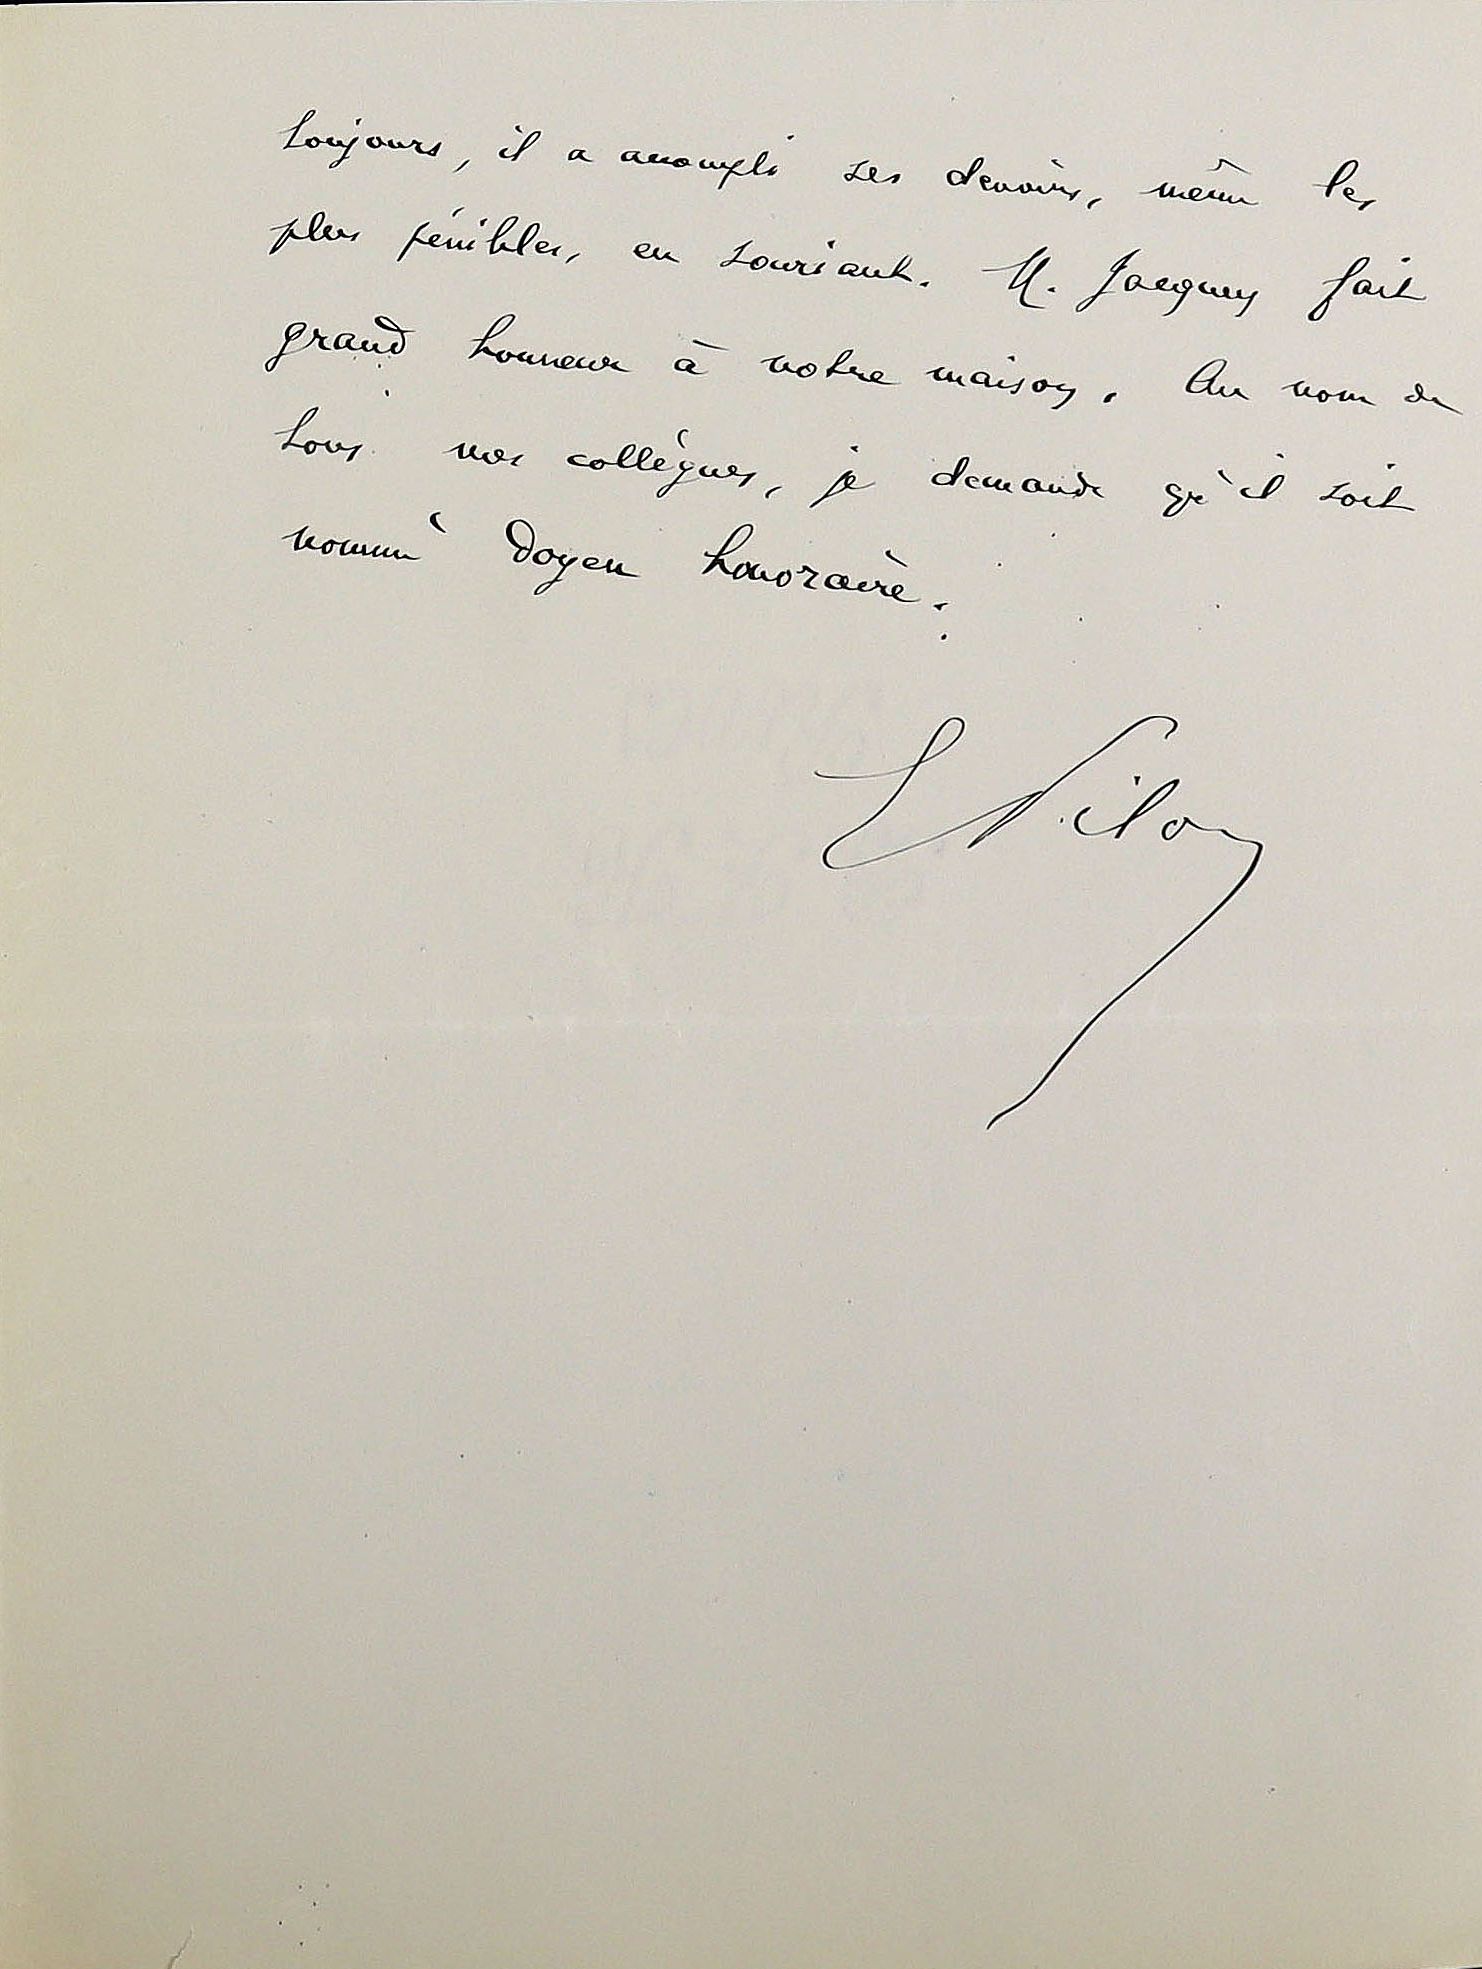 toujours, il a accompli ses devoirs, même les
plus pénibles, en souriant. M. Jacques fait
grand honneur à notre maison. Au nom de
tous nos collègues, je demande qu'il soit
nommé Doyen honoraire.